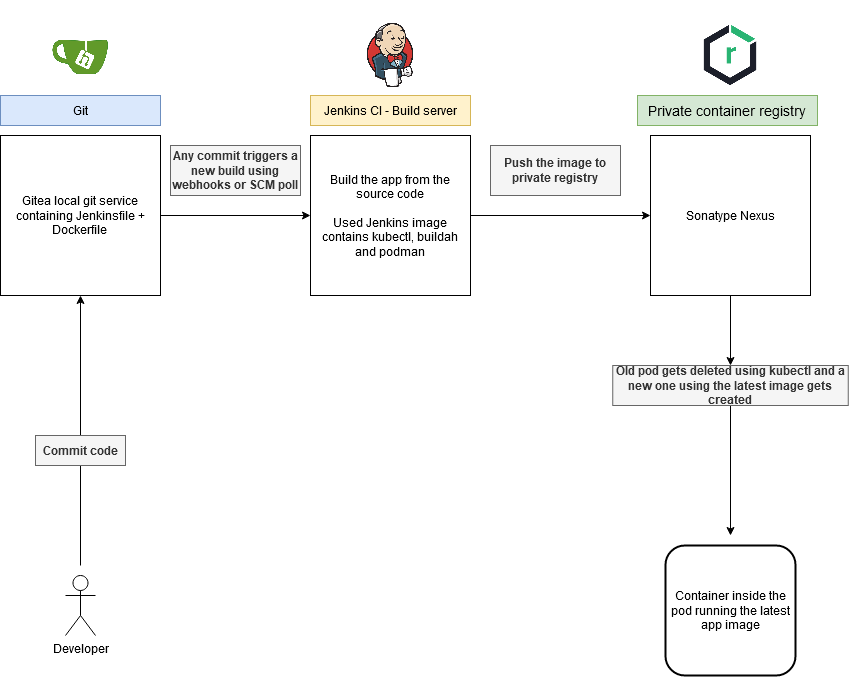 r
Git
Jenkins CI - Build server
Private container registry
Gitea local git service
containing Jenkinsfile +
Dockerfile
Any commit triggers a
new build using
webhooks or SCM poll
Build the app from the
source code
Used Jenkins image
contains kubectl, buildah
and podman
Push the image to
private registry
Sonatype Nexus
Old pod gets deleted using kubectl and a
new one using the latest image gets
created
Commit code
Developer
Container inside the
pod running the latest
app image